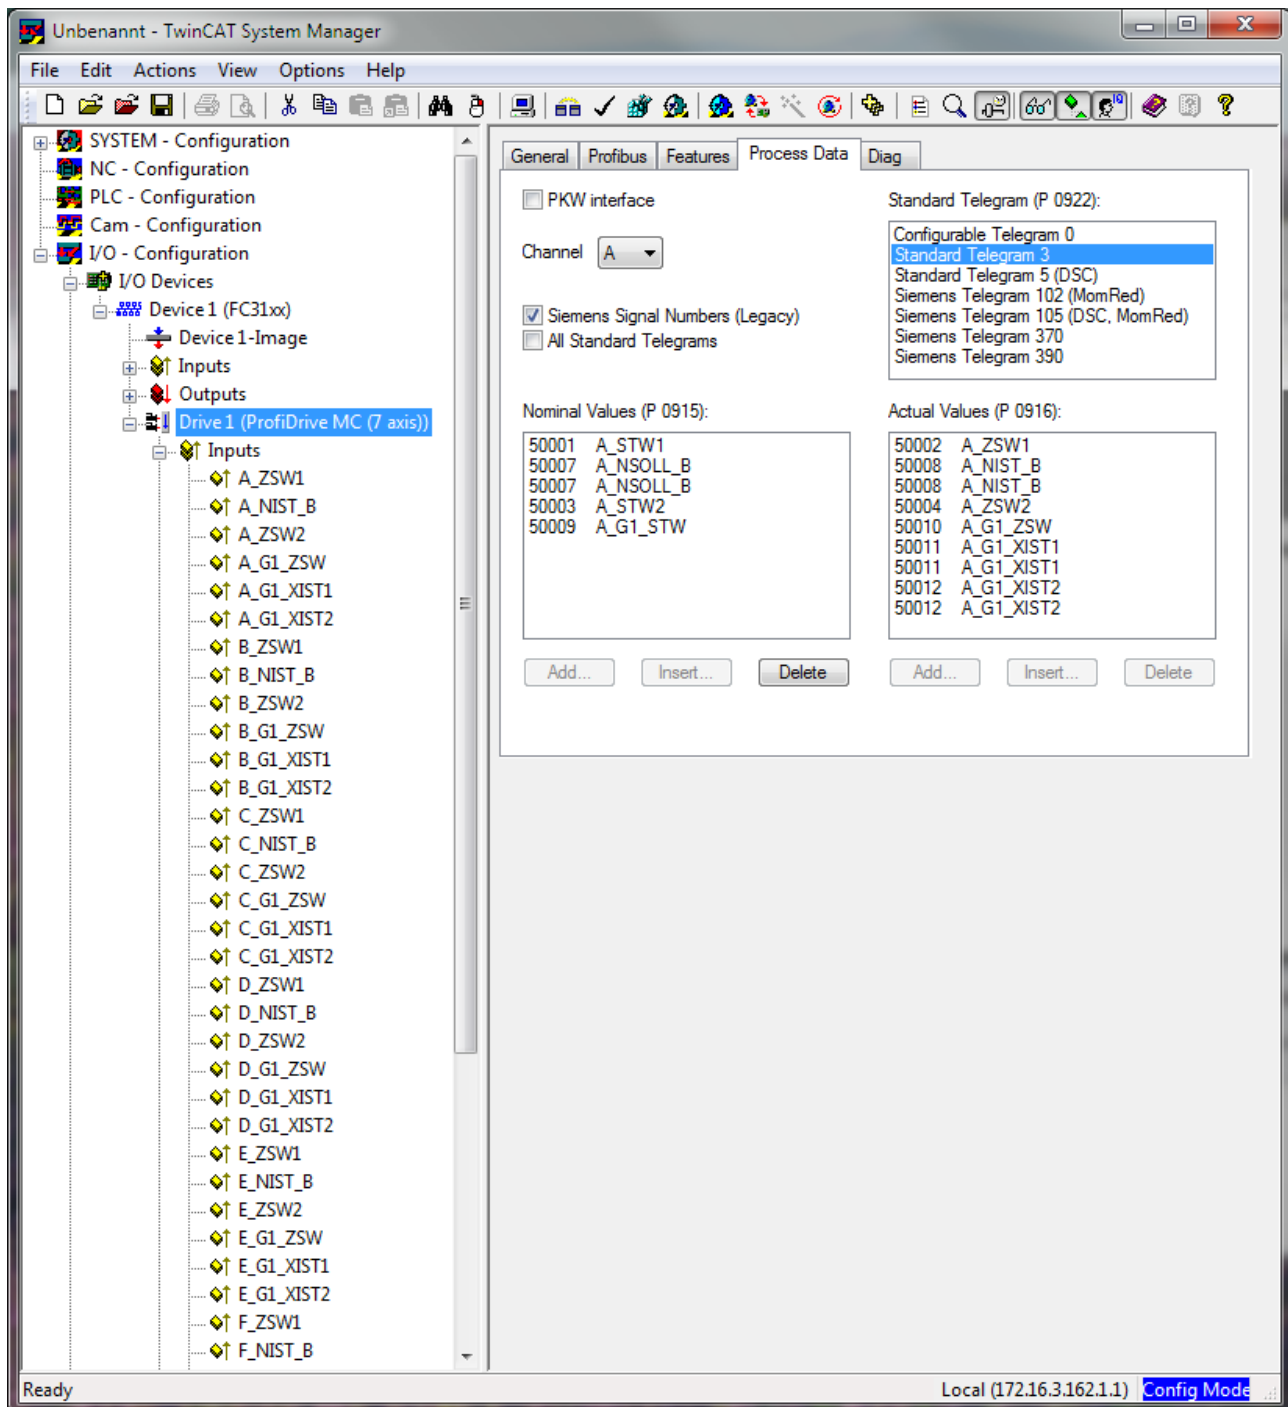 Unbenannt - TwinCAT System Manager
File Edit Actions View Options Help
SYSTEM - Configuration
NC - Configuration
PLC - Configuration
Cam - Configuration
I/O - Configuration
I/O Devices
Device 1 (FC31xx)
Device 1-Image
Inputs
Outputs
Drive 1 (ProfiDrive MC (7 axis))
Inputs
A_ZSW1
A_NIST_B
A_ZSW2
A_G1_ZSW
A_G1_XIST1
A_G1_XIST2
B_ZSW1
B_NIST_B
B_ZSW2
B_G1_ZSW
B_G1_XIST1
B_G1_XIST2
C_ZSW1
C_NIST_B
C_ZSW2
C_G1_ZSW
C_G1_XIST1
C_G1_XIST2
D_ZSW1
D_NIST_B
D_ZSW2
D_G1_ZSW
D_G1_XIST1
D_G1_XIST2
E_ZSW1
E_NIST_B
E_ZSW2
E_G1_ZSW
E_G1_XIST1
E_G1_XIST2
F_ZSW1
F_NIST_B
General Profibus Features Process Data Diag
PKW interface
Channel A
Siemens Signal Numbers (Legacy)
All Standard Telegrams
Standard Telegram (P 0922):
Configurable Telegram 0
Standard Telegram 3
Standard Telegram 5 (DSC)
Siemens Telegram 102 (MomRed)
Siemens Telegram 105 (DSC, MomRed)
Siemens Telegram 370
Siemens Telegram 390
Nominal Values (P 0915):
50001 A_STW1
50007 A_NSOLL_B
50007 A_NSOLL_B
50003 A_STW2
50009 A_G1_STW
Add... Insert... Delete
Actual Values (P 0916):
50002 A_ZSW1
50008 A_NIST_B
50008 A_NIST_B
50004 A_ZSW2
50010 A_G1_ZSW
50011 A_G1_XIST1
50011 A_G1_XIST1
50012 A_G1_XIST2
50012 A_G1_XIST2
Add... Insert... Delete
Ready
Local (172.16.3.162.1.1) Config Mode